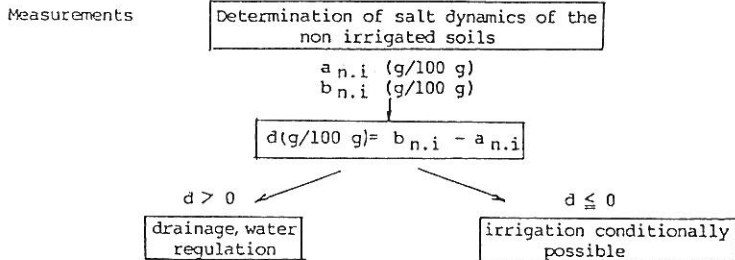 Measurements
Determination of salt dynamics of the
non irrigated soils
a n.i (g/100 g)
b n.i (g/100 g)
d(g/100 g)= b n.i - a n.i
d > 0
d ≦ 0
drainage, water
regulation
irrigation conditionally
possible